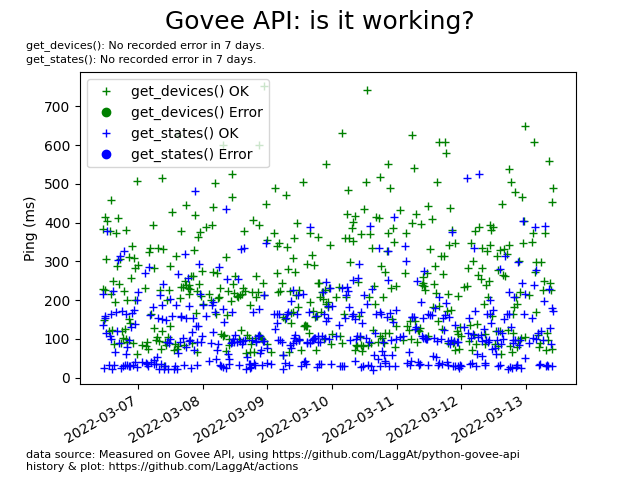 Govee API: is it working?
get_devices(): No recorded error in 7 days.
get_states(): No recorded error in 7 days.
get_devices() OK
get_devices() Error
get_states() OK
get_states() Error
Ping (ms)
700
600
500
400
300
200
100
0
2022-03-07
2022-03-08
2022-03-09
2022-03-10
2022-03-11
2022-03-12
2022-03-13
data source: Measured on Govee API, using https://github.com/LaggAt/python-govee-api
history & plot: https://github.com/LaggAt/actions